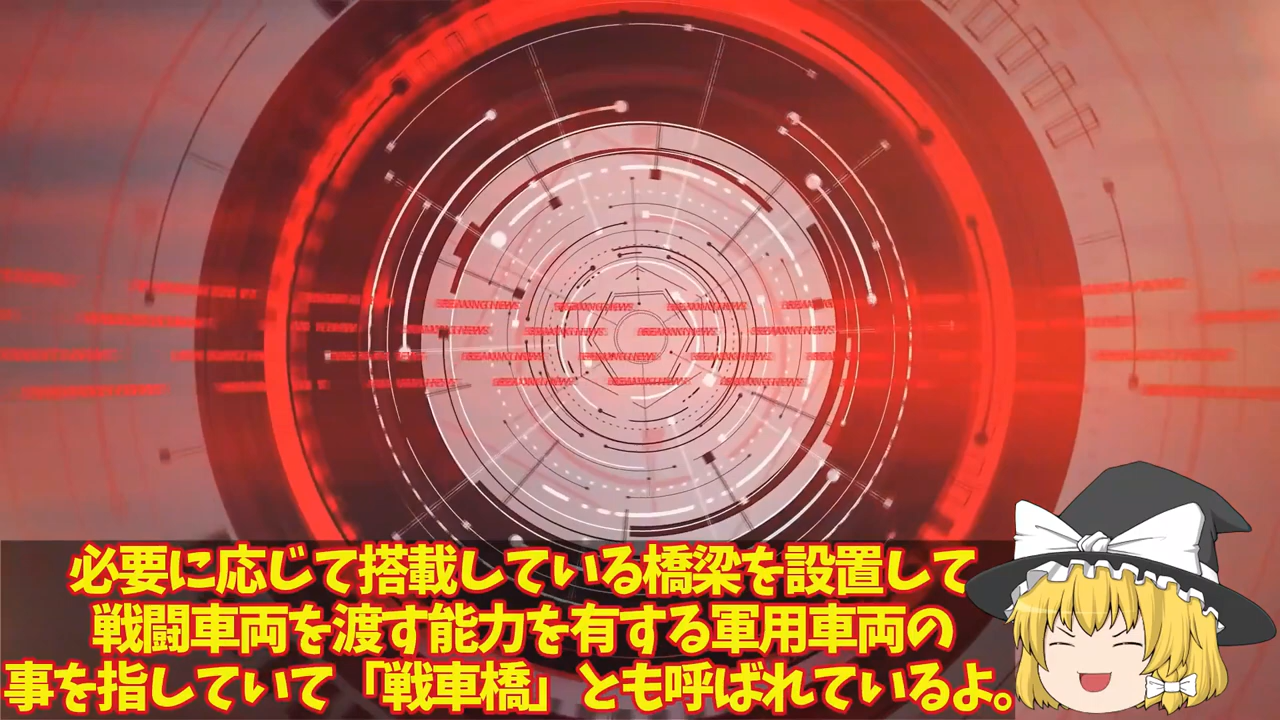 必要に応じて搭載している橋梁を設置して
戦闘車両を渡す能力を有する軍用車両の
事を指していて「戦車橋」とも呼ばれているよ。